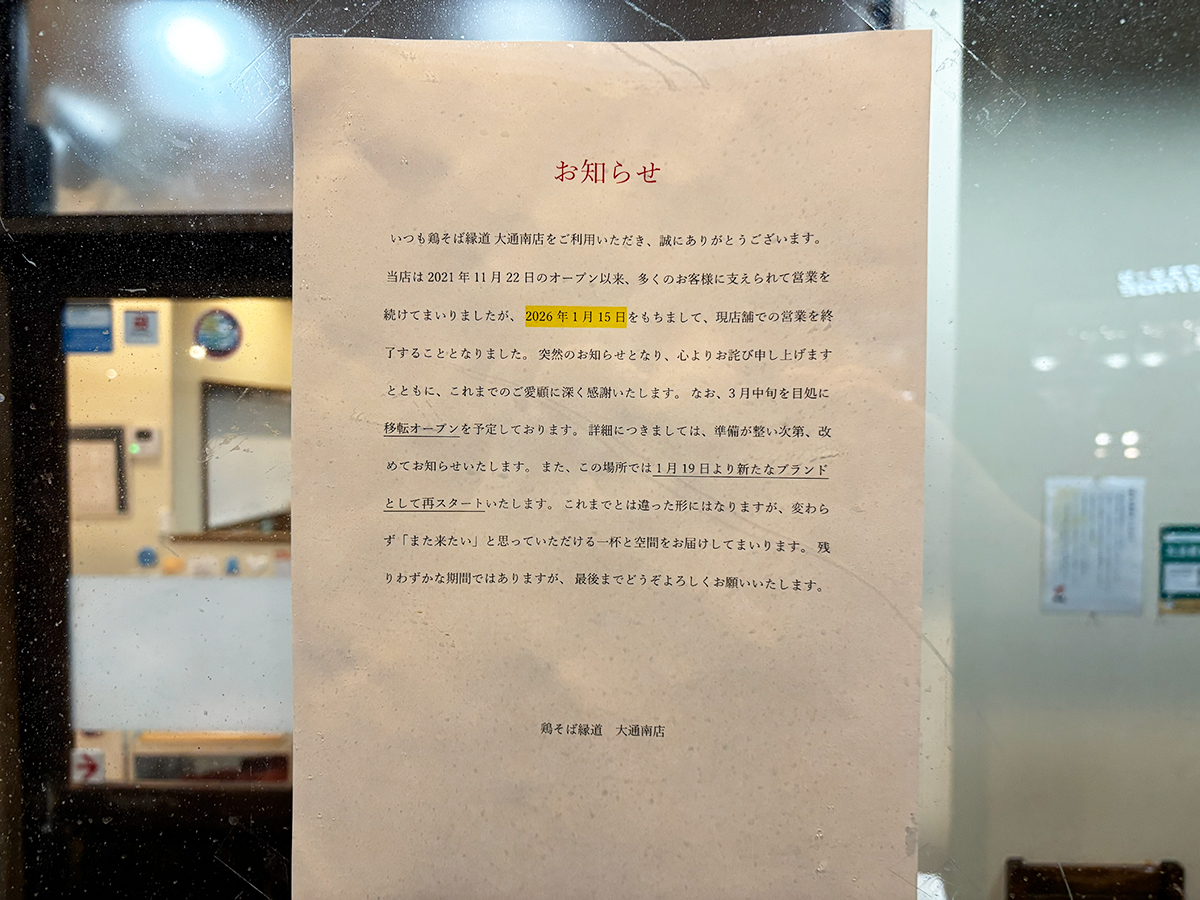 お知らせ
いつも鶏そば縁道 大通南店をご利用いただき、誠にありがとうございます。
当店は 2021 年 11 月 22 日のオープン以来、多くのお客様に支えられて営業を
続けてまいりましたが、 2026 年 1 月 15 日をもちまして、現店舗での営業を終
了することとなりました。 突然のお知らせとなり、心よりお詫び申し上げます
とともに、これまでのご愛顧に深く感謝いたします。 なお、3 月中旬を目処に
移転オープンを予定しております。 詳細につきましては、準備が整い次第、改
めてお知らせいたします。 また、この場所では 1 月 19 日より新たなブランド
として再スタートいたします。 これまでとは違った形にはなりますが、変わら
ず「また来たい」と思っていただける一杯と空間をお届けしてまいります。 残
りわずかな期間ではありますが、 最後までどうぞよろしくお願いいたします。
鶏そば縁道　大通南店